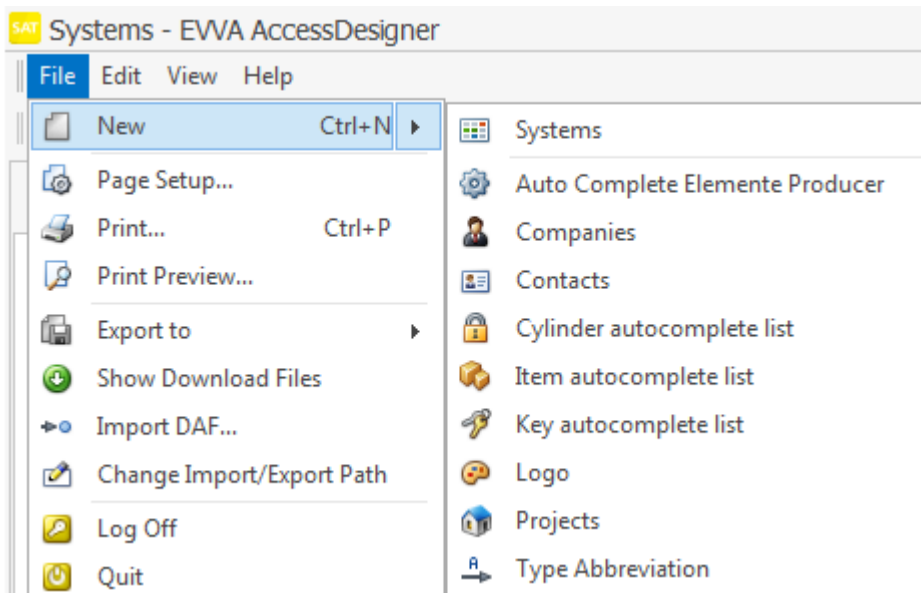 SAT Systems - EVVA AccessDesigner
File Edit View Help
New Ctrl+N
Page Setup...
Print... Ctrl+P
Print Preview...
Export to
Show Download Files
Import DAF...
Change Import/Export Path
Log Off
Quit
Systems
Auto Complete Elemente Producer
Companies
Contacts
Cylinder autocomplete list
Item autocomplete list
Key autocomplete list
Logo
Projects
A Type Abbreviation